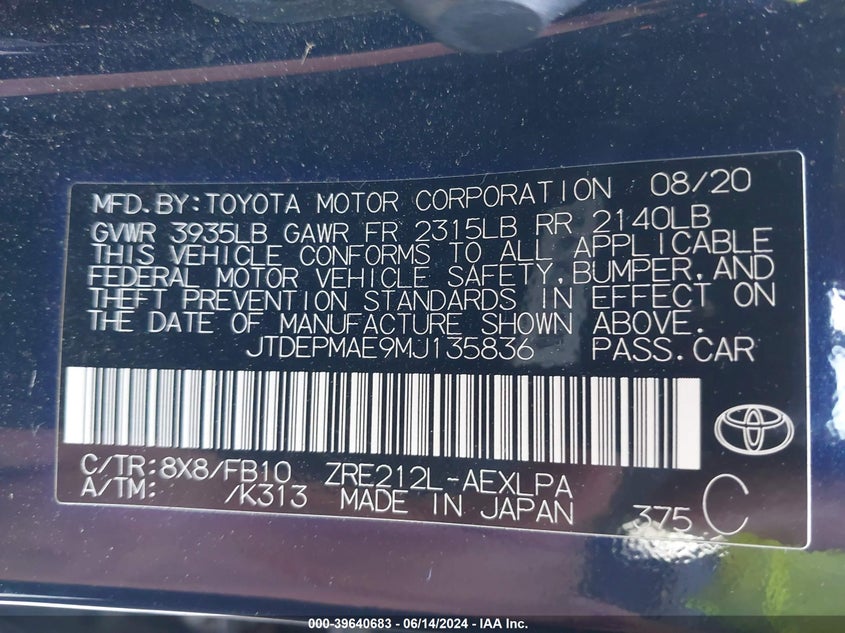 MFD.BY:TOYOTA MOTOR CORPORATION 08/20
GVWR 3935LB GAWR FR 2315LB RR 2140LB
THIS VEHICLE CONFORMS TO ALL APPLICABLE
FEDERAL MOTOR VEHICLE SAFETY,BUMPER,AND
THEFT PREVENTION STANDARDS IN EFFECT ON
THE DATE OF MANUFACTURE SHOWN ABOVE.
JTDEPMAE9MJ135836 PASS.CAR
C/TR:8X8/FB10 ZRE212L-AEXLPA
A/TM: /K313 MADE IN JAPAN 375 C
000-39640683 / 06/14/2024 - IAA Inc.